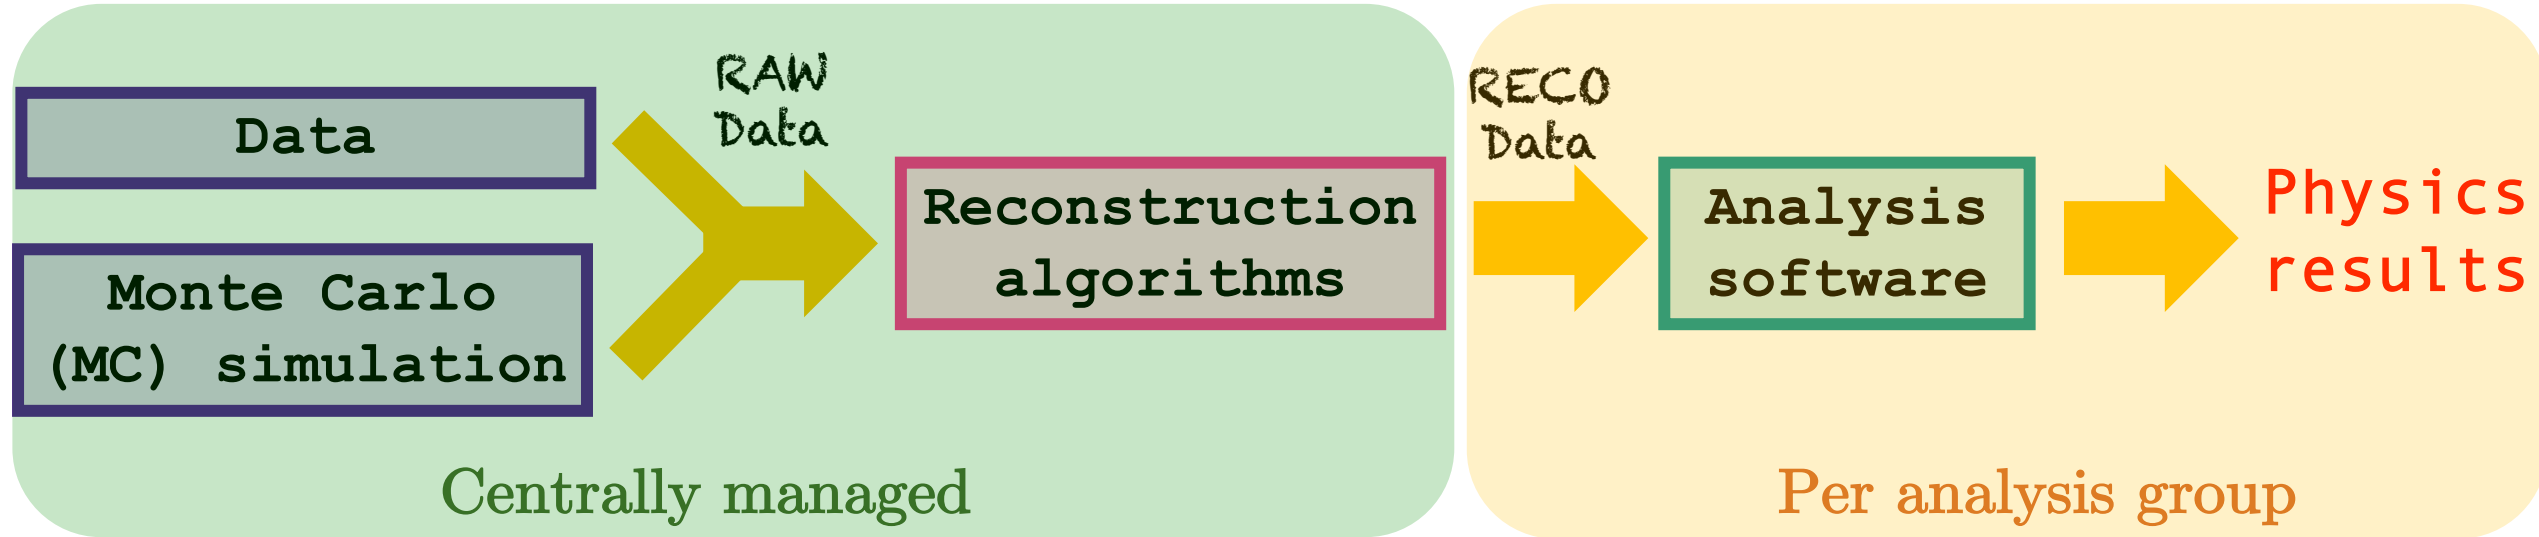 Data
Monte Carlo
(MC) simulation
RAW
Data
Reconstruction
algorithms
Centrally managed
RECO
Data
Analysis
software
Physics
results
Per analysis group